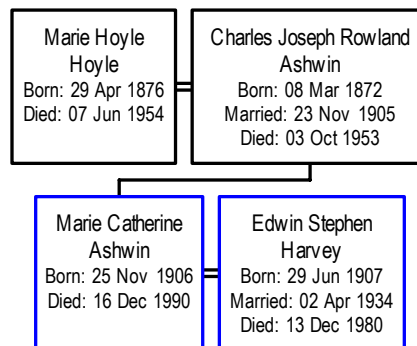 Marie Hoyle
Hoyle
Born: 29 Apr 1876
Died: 07 Jun 1954
Charles Joseph Rowland
Ashwin
Born: 08 Mar 1872
Married: 23 Nov 1905
Died: 03 Oct 1953
Marie Catherine
Ashwin
Born: 25 Nov 1906
Died: 16 Dec 1990
Edwin Stephen
Harvey
Born: 29 Jun 1907
Married: 02 Apr 1934
Died: 13 Dec 1980